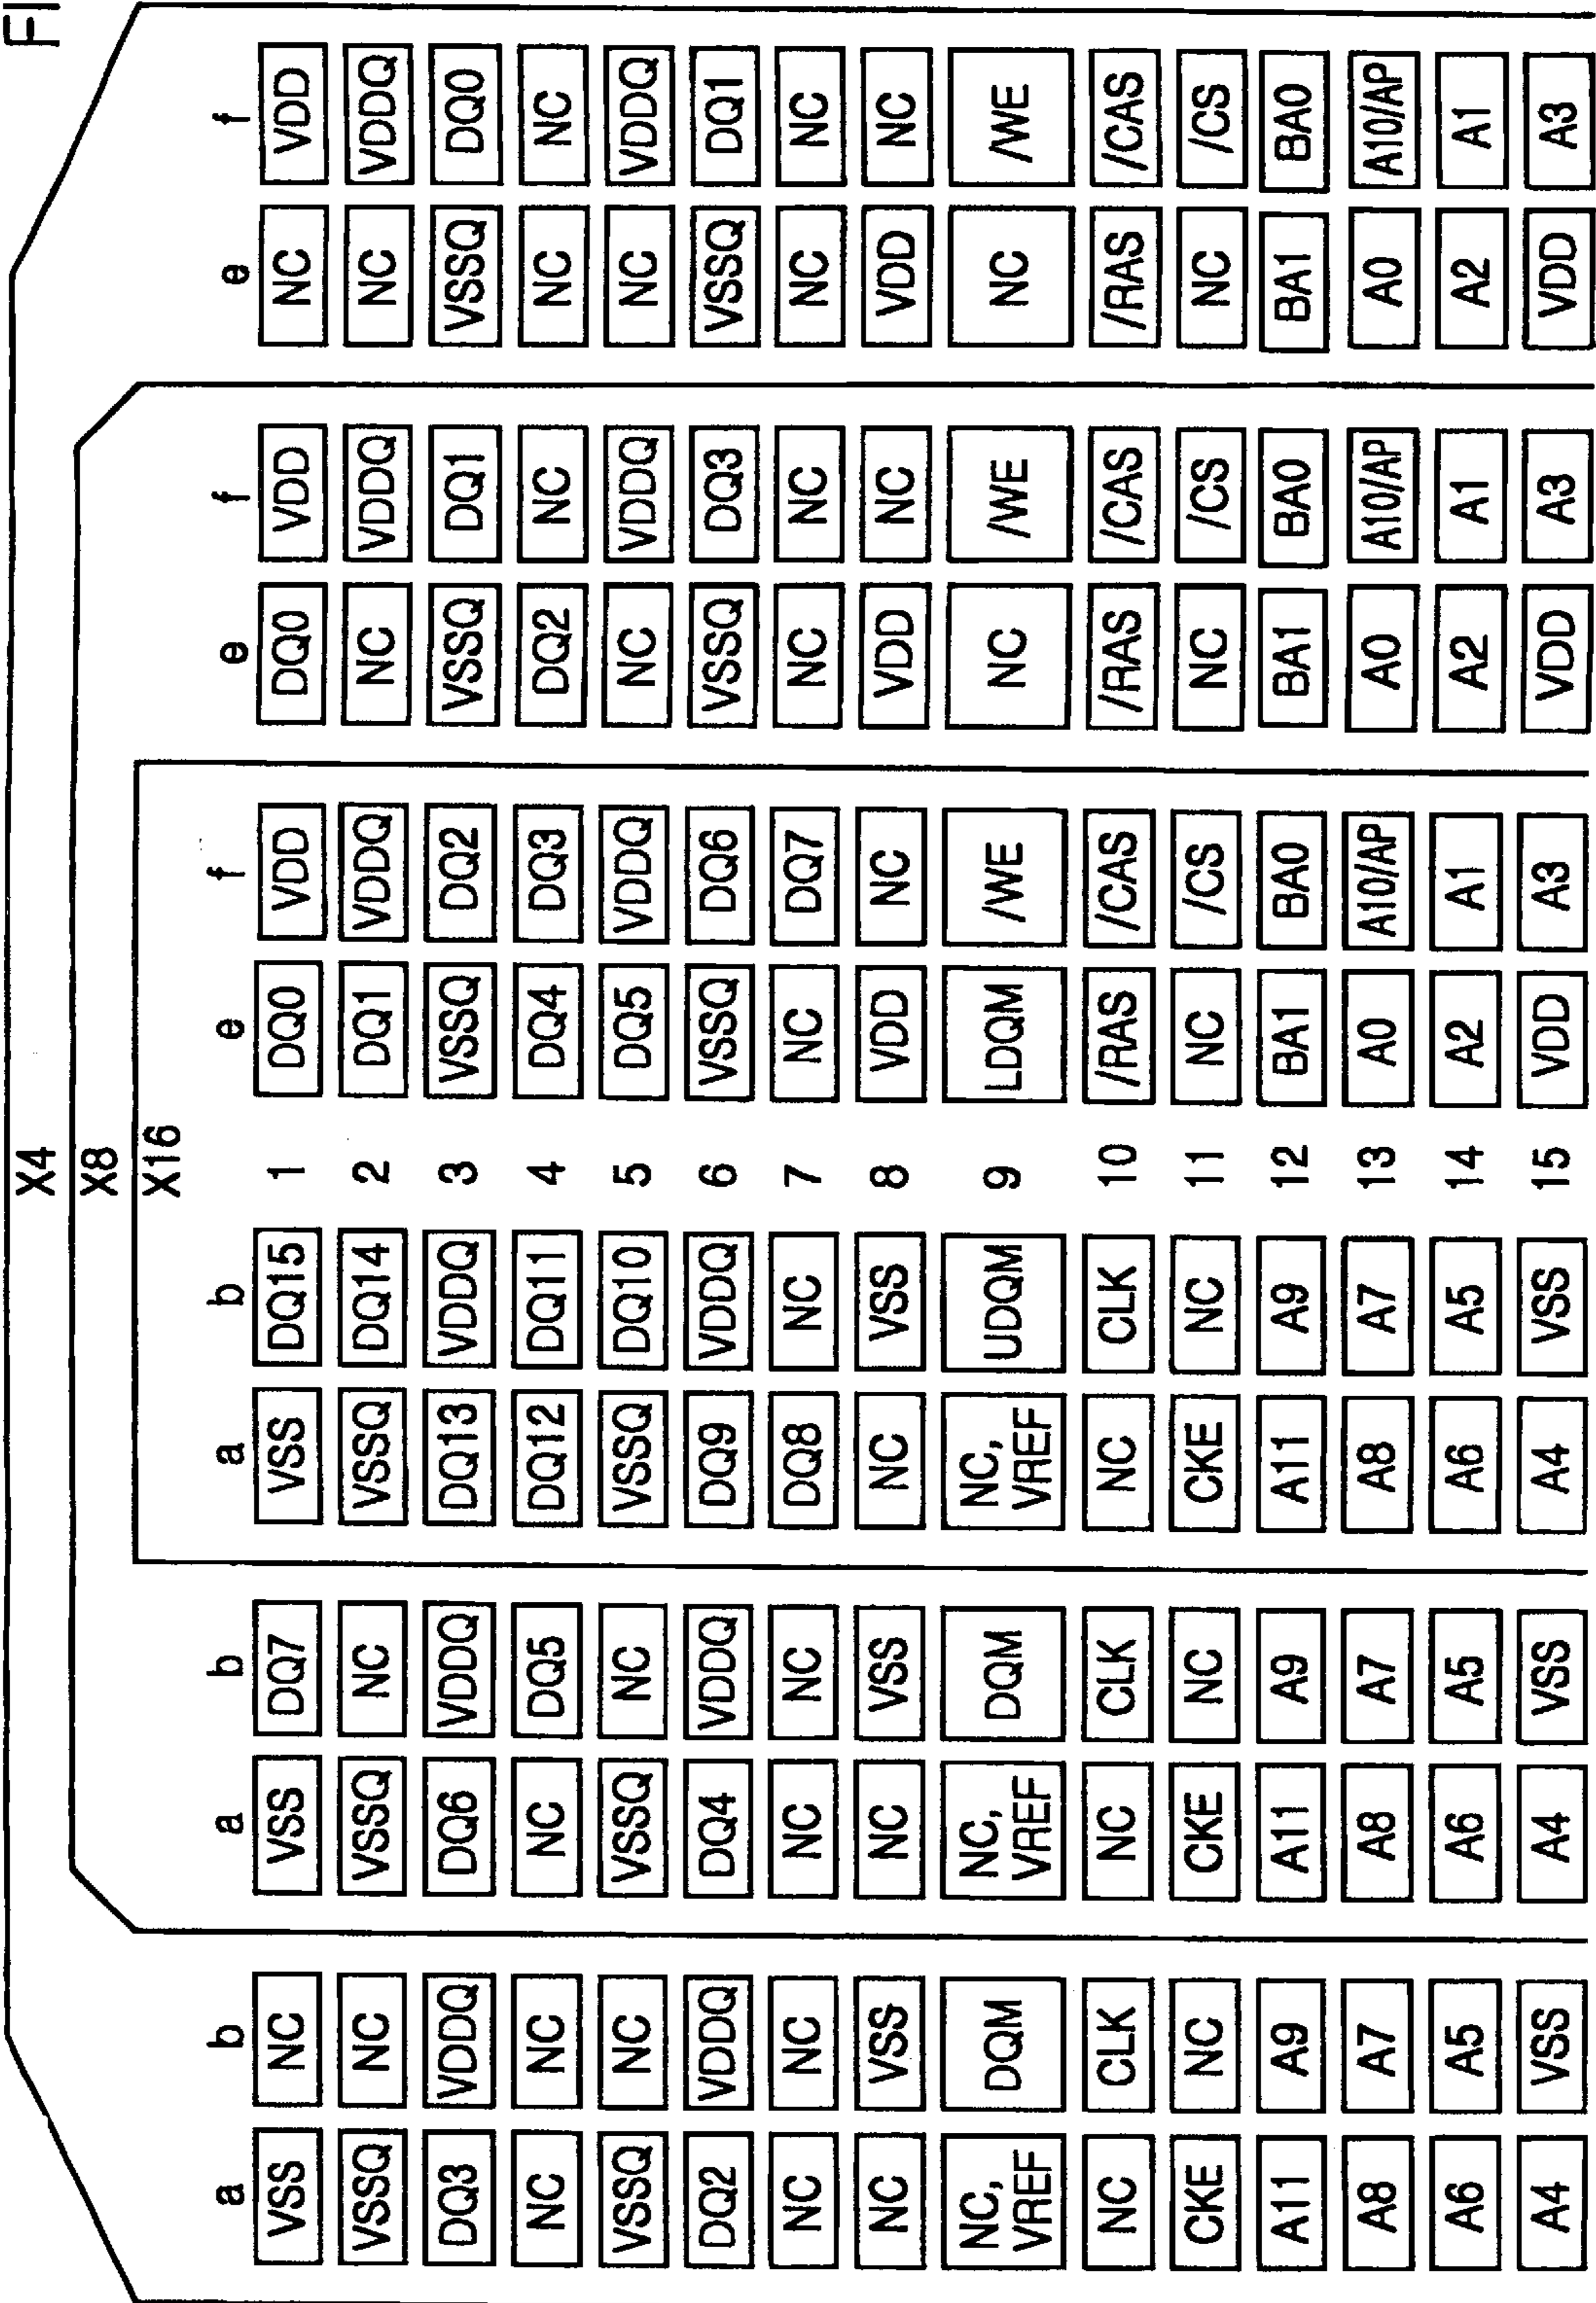 FI
X4
X8
X16
a b a b a b e f e f e f
VSS NC VSS DQ7 VSS DQ15 1 DQ0 VDD DQ0 VDD NC VDD
VSSQ NC VSSQ NC VSSQ DQ14 2 DQ1 VDDQ NC VDDQ NC VDDQ
DQ3 VDDQ DQ6 VDDQ DQ13 VDDQ 3 VSSQ DQ2 VSSQ DQ1 VSSQ DQ0
NC NC NC DQ5 DQ12 DQ11 4 DQ4 DQ3 DQ2 NC NC NC
VSSQ NC VSSQ NC VSSQ DQ10 5 DQ5 VDDQ NC VDDQ NC VDDQ
DQ2 VDDQ DQ4 VDDQ DQ9 VDDQ 6 VSSQ DQ6 VSSQ DQ3 VSSQ DQ1
NC NC NC NC DQ8 NC 7 NC DQ7 NC NC NC NC
NC VSS NC VSS NC VSS 8 VDD NC VDD NC VDD NC
NC, VREF DQM NC, VREF DQM NC, VREF UDQM 9 LDQM /WE NC /WE NC /WE
NC CLK NC CLK NC CLK 10 /RAS /CAS /RAS /CAS /RAS /CAS
CKE NC CKE NC CKE NC 11 NC /CS NC /CS NC /CS
A11 A9 A11 A9 A11 A9 12 BA1 BA0 BA1 BA0 BA1 BA0
A8 A7 A8 A7 A8 A7 13 A0 A10/AP A0 A10/AP A0 A10/AP
A6 A5 A6 A5 A6 A5 14 A2 A1 A2 A1 A2 A1
A4 VSS A4 VSS A4 VSS 15 VDD A3 VDD A3 VDD A3